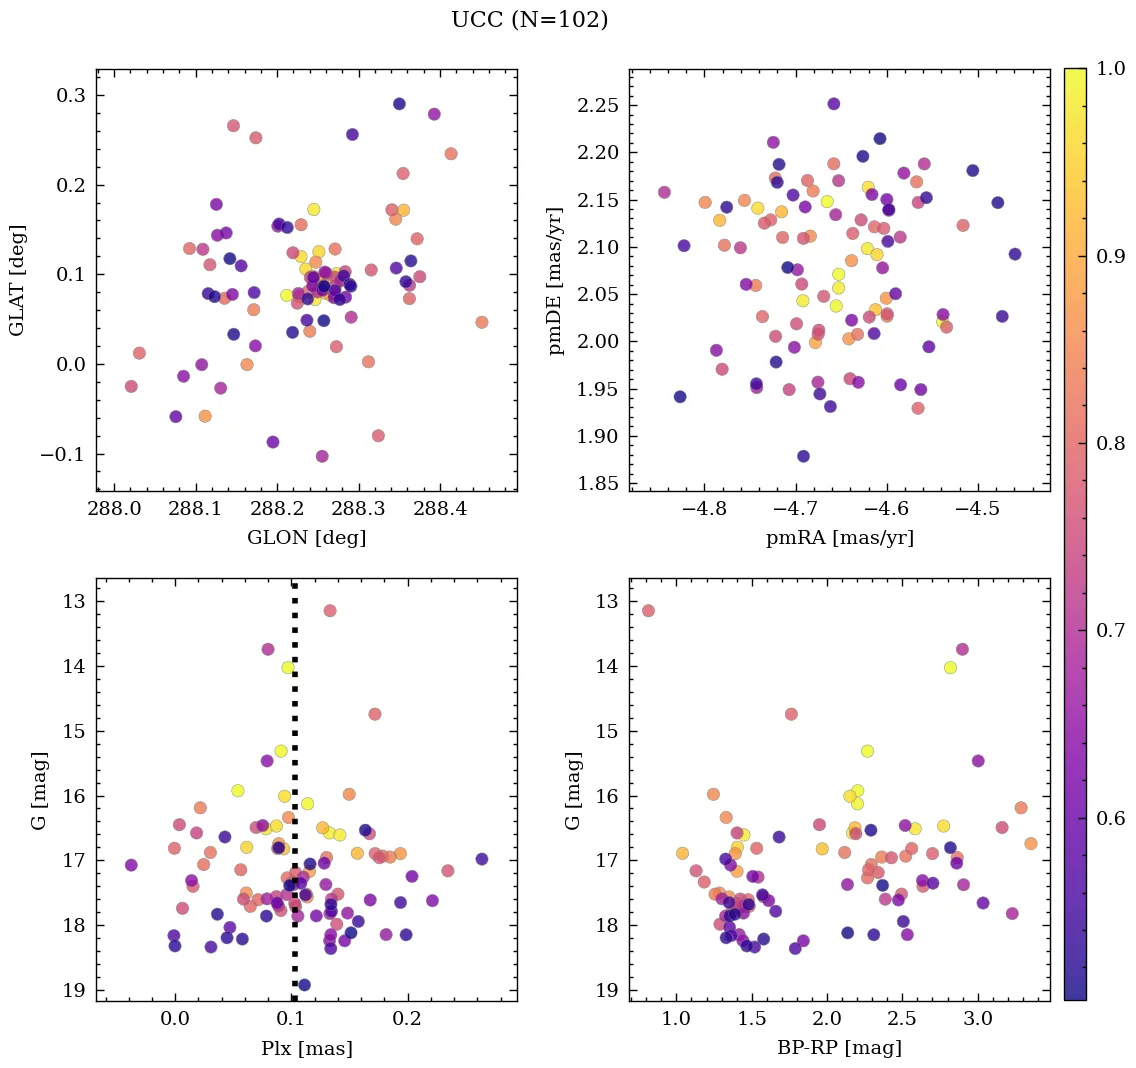 UCC (N=102)
0.3
0.2
0.1
0.0
−0.1
GLAT [deg]
288.0 288.1 288.2 288.3 288.4
GLON [deg]
2.25
2.20
2.15
2.10
2.05
2.00
1.95
1.90
1.85
pmDE [mas/yr]
−4.8 −4.7 −4.6 −4.5
pmRA [mas/yr]
1.0
0.9
0.8
0.7
0.6
13
14
15
16
17
18
19
G [mag]
0.0 0.1 0.2
Plx [mas]
13
14
15
16
17
18
19
G [mag]
1.0 1.5 2.0 2.5 3.0
BP-RP [mag]